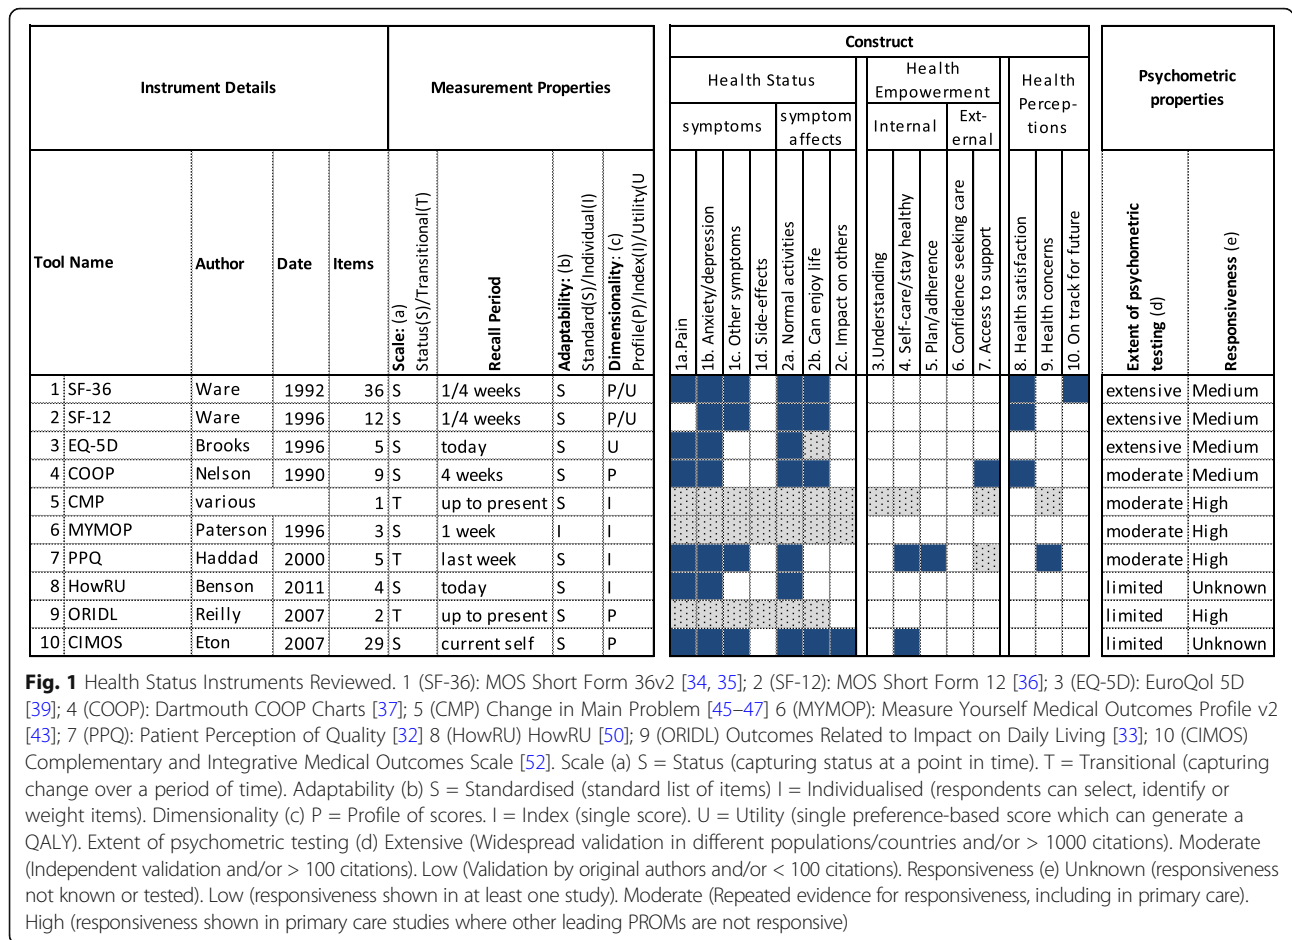 Instrument Details
Measurement Properties
Construct
Psychometric
properties
Health Status
Health
Empowerment
Health
Percep-
tions
symptoms
symptom
affects
Internal
Ext-
ernal
Tool Name
Author
Date
Items
Scale: (a)
Status(S)/Transitional(T)
Recall Period
Adaptability: (b)
Standard(S)/Individual(I)
Dimensionality: (c)
Profile(P)/Index(I)/Utility(U
1a.Pain
1b. Anxiety/depression
1c. Other symptoms
1d. Side-effects
2a. Normal activities
2b. Can enjoy life
2c. Impact on others
3.Understanding
4. Self-care/stay healthy
5. Plan/adherence
6. Confidence seeking care
7. Access to support
8. Health satisfaction
9. Health concerns
10. On track for future
Extent of psychometric
testing (d)
Responsiveness (e)
1 SF-36 Ware 1992 36 S 1/4 weeks S P/U extensive Medium
2 SF-12 Ware 1996 12 S 1/4 weeks S P/U extensive Medium
3 EQ-5D Brooks 1996 5 S today S U extensive Medium
4 COOP Nelson 1990 9 S 4 weeks S P moderate Medium
5 CMP various 1 T up to present S I moderate High
6 MYMOP Paterson 1996 3 S 1 week I I moderate High
7 PPQ Haddad 2000 5 T last week S I moderate High
8 HowRU Benson 2011 4 S today S I limited Unknown
9 ORIDL Reilly 2007 2 T up to present S P limited High
10 CIMOS Eton 2007 29 S current self S P limited Unknown
Fig. 1 Health Status Instruments Reviewed. 1 (SF-36): MOS Short Form 36v2 [34, 35]; 2 (SF-12): MOS Short Form 12 [36]; 3 (EQ-5D): EuroQol 5D
[39]; 4 (COOP): Dartmouth COOP Charts [37]; 5 (CMP) Change in Main Problem [45–47] 6 (MYMOP): Measure Yourself Medical Outcomes Profile v2
[43]; 7 (PPQ): Patient Perception of Quality [32] 8 (HowRU) HowRU [50]; 9 (ORIDL) Outcomes Related to Impact on Daily Living [33]; 10 (CIMOS)
Complementary and Integrative Medical Outcomes Scale [52]. Scale (a) S = Status (capturing status at a point in time). T = Transitional (capturing
change over a period of time). Adaptability (b) S = Standardised (standard list of items) I = Individualised (respondents can select, identify or
weight items). Dimensionality (c) P = Profile of scores. I = Index (single score). U = Utility (single preference-based score which can generate a
QALY). Extent of psychometric testing (d) Extensive (Widespread validation in different populations/countries and/or > 1000 citations). Moderate
(Independent validation and/or > 100 citations). Low (Validation by original authors and/or < 100 citations). Responsiveness (e) Unknown (responsiveness
not known or tested). Low (responsiveness shown in at least one study). Moderate (Repeated evidence for responsiveness, including in primary care).
High (responsiveness shown in primary care studies where other leading PROMs are not responsive)